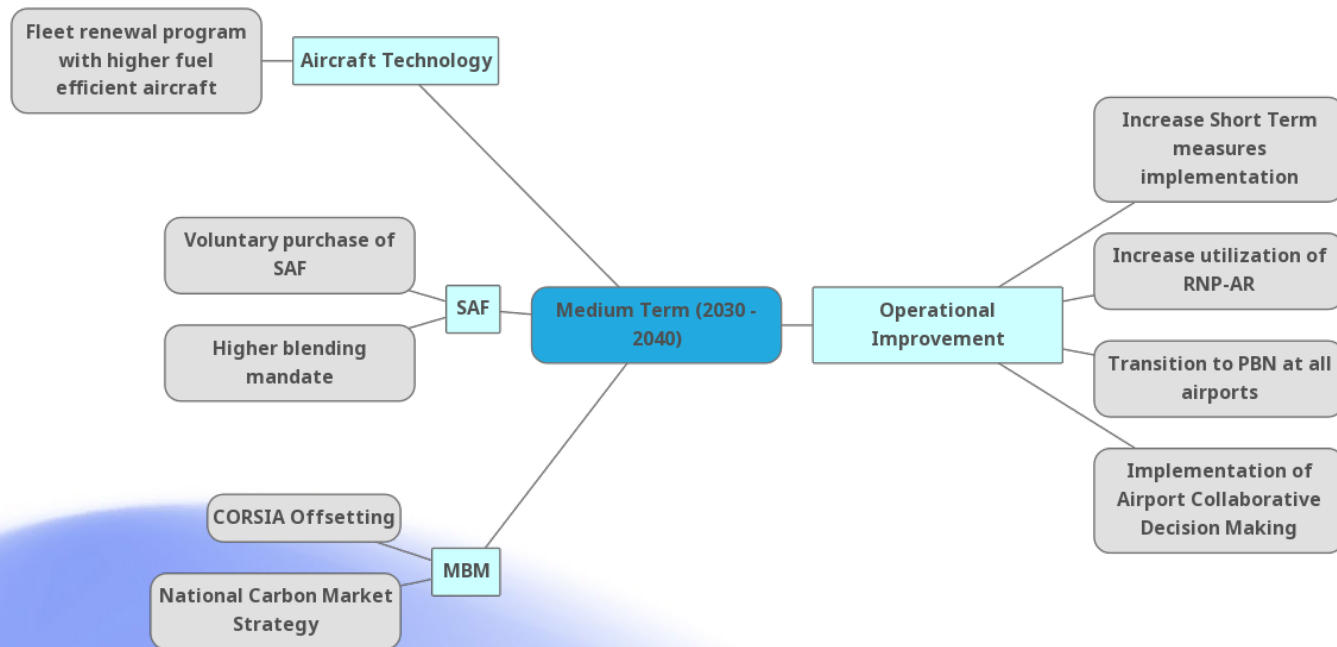 Fleet renewal program
with higher fuel
efficient aircraft
Aircraft Technology
Voluntary purchase of
SAF
Higher blending
mandate
SAF
CORSIA Offsetting
National Carbon Market
Strategy
MBM
Medium Term (2030 -
2040)
Operational
Improvement
Increase Short Term
measures
implementation
Increase utilization of
RNP-AR
Transition to PBN at all
airports
Implementation of
Airport Collaborative
Decision Making